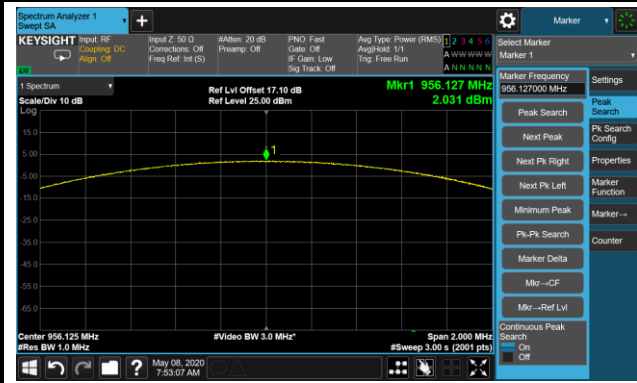 Spectrum Analyzer 1
Swept SA
+
Marker
KEYSIGHT
Input: RF
Coupling: DC
Align: Off
Input Z: 50 Ω
Corrections: Off
Freq Ref: Int (S)
#Atten: 20 dB
Preamp: Off
PNO: Fast
Gate: Off
IF Gain: Low
Sig Track: Off
Avg Type: Power (RMS)
Avg|Hold: 1/1
Trig: Free Run
1 2 3 4 5 6
A W W W W W
A N N N N N
Select Marker
Marker 1
1 Spectrum
Scale/Div 10 dB
Log
Ref Lvl Offset 17.10 dB
Ref Level 25.00 dBm
Mkr1 956.127 MHz
2.031 dBm
15.0
5.00
-5.00
-15.0
-25.0
-35.0
-45.0
-55.0
-65.0
1
Center 956.125 MHz
#Res BW 1.0 MHz
#Video BW 3.0 MHz*
Span 2.000 MHz
#Sweep 3.00 s (2001 pts)
Marker Frequency
956.127000 MHz
Peak Search
Next Peak
Next Pk Right
Next Pk Left
Minimum Peak
Pk-Pk Search
Marker Delta
Mkr→CF
Mkr→Ref Lvl
Continuous Peak
Search
On
Off
Settings
Peak
Search
Pk Search
Config
Properties
Marker
Function
Marker→
Counter
?
May 08, 2020
7:53:07 AM